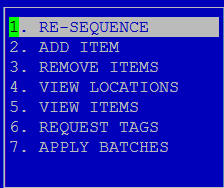 1. RE-SEQUENCE
2. ADD ITEM
3. REMOVE ITEMS
4. VIEW LOCATIONS
5. VIEW ITEMS
6. REQUEST TAGS
7. APPLY BATCHES